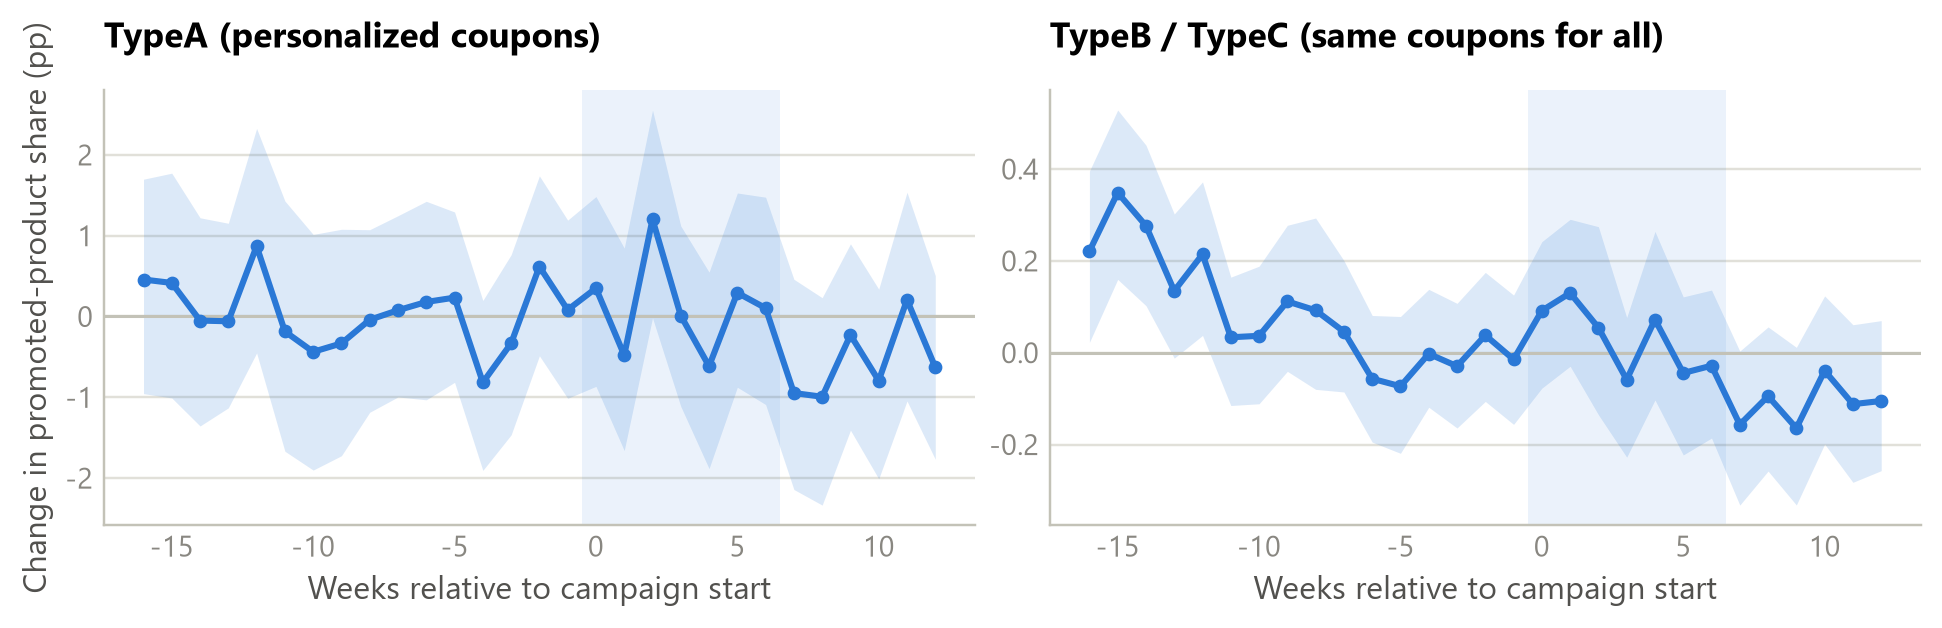 TypeA (personalized coupons)
Change in promoted-product share (pp)
2
1
0
-1
-2
-15 -10 -5 0 5 10
Weeks relative to campaign start
TypeB / TypeC (same coupons for all)
0.4
0.2
0.0
-0.2
-15 -10 -5 0 5 10
Weeks relative to campaign start